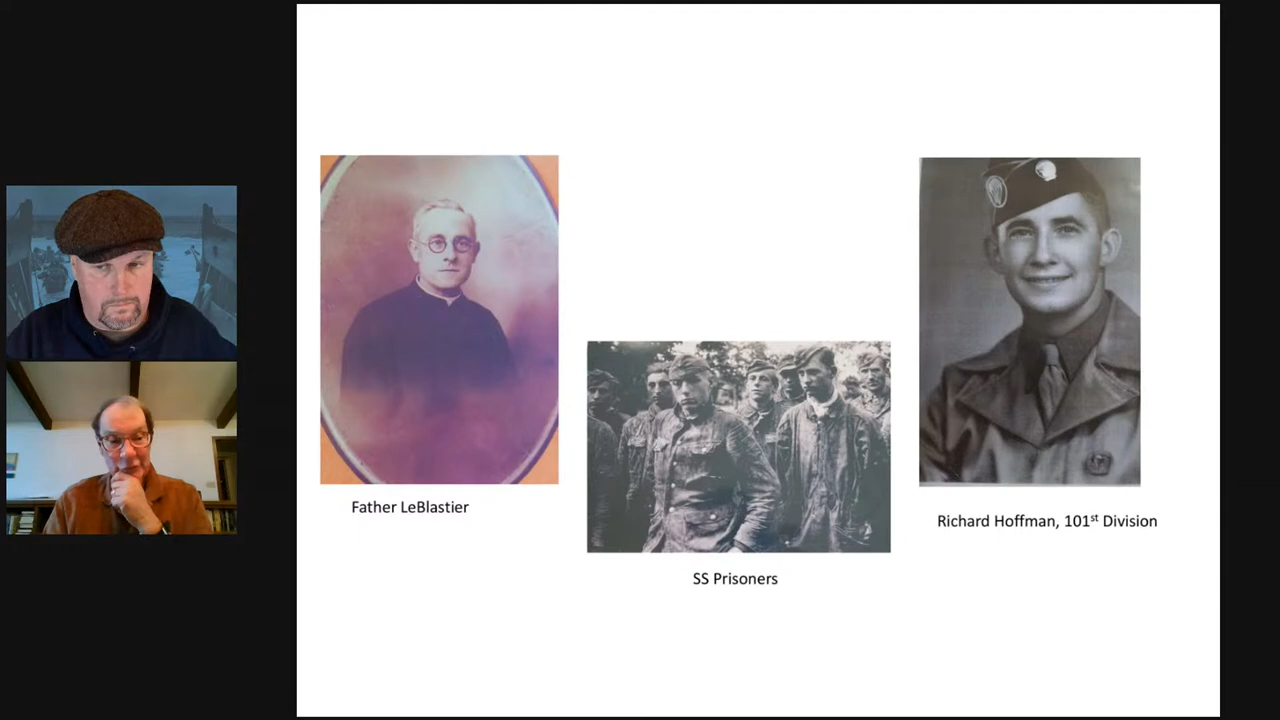 Father LeBlastier
Richard Hoffman, 101st Division
SS Prisoners